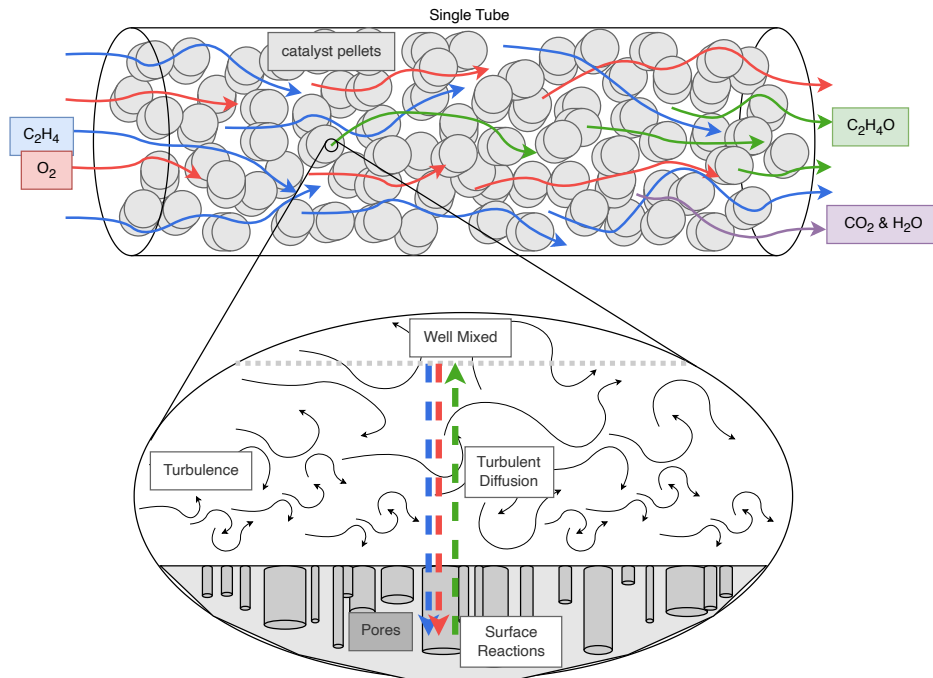 Single Tube
catalyst pellets
C₂H₄
O₂
C₂H₄O
CO₂ & H₂O
Well Mixed
Turbulence
Turbulent
Diffusion
Pores
Surface
Reactions